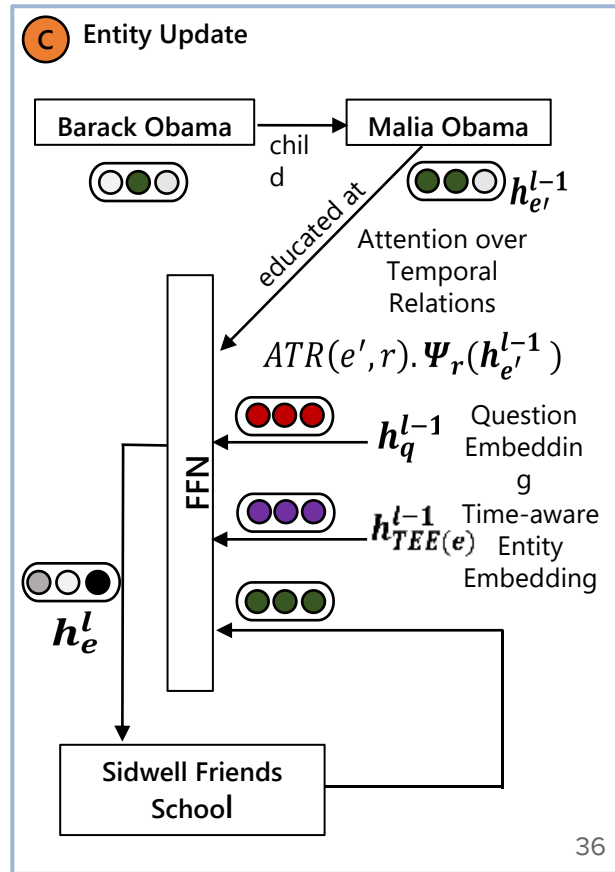 C Entity Update
Barack Obama
chil
d
Malia Obama
h_{e'}^{l-1}
educated at
Attention over
Temporal
Relations
ATR(e', r). Ψ_r(h_{e'}^{l-1})
FFN
h_q^{l-1}
Question
Embeddin
g
h_{TEE(e)}^{l-1}
Time-aware
Entity
Embedding
h_e^l
Sidwell Friends
School
36